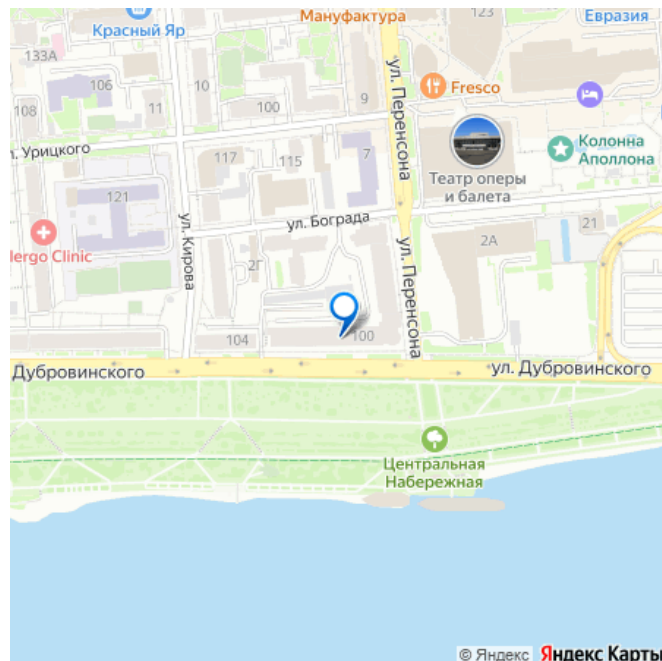 Мануфактура
123
Евразия
Красный Яр
133А
106
10
108
11
100
9
ул. Перенсона
Fresco
л. Урицкого
117
115
7
Колонна
Аполлона
Театр оперы
и балета
121
ул. Кирова
ул. Бограда
21
2А
lergo Clinic
2Г
ул. Перенсона
104
100
Дубровинского
ул. Дубровинского
Центральная
Набережная
© Яндекс Яндекс Карты